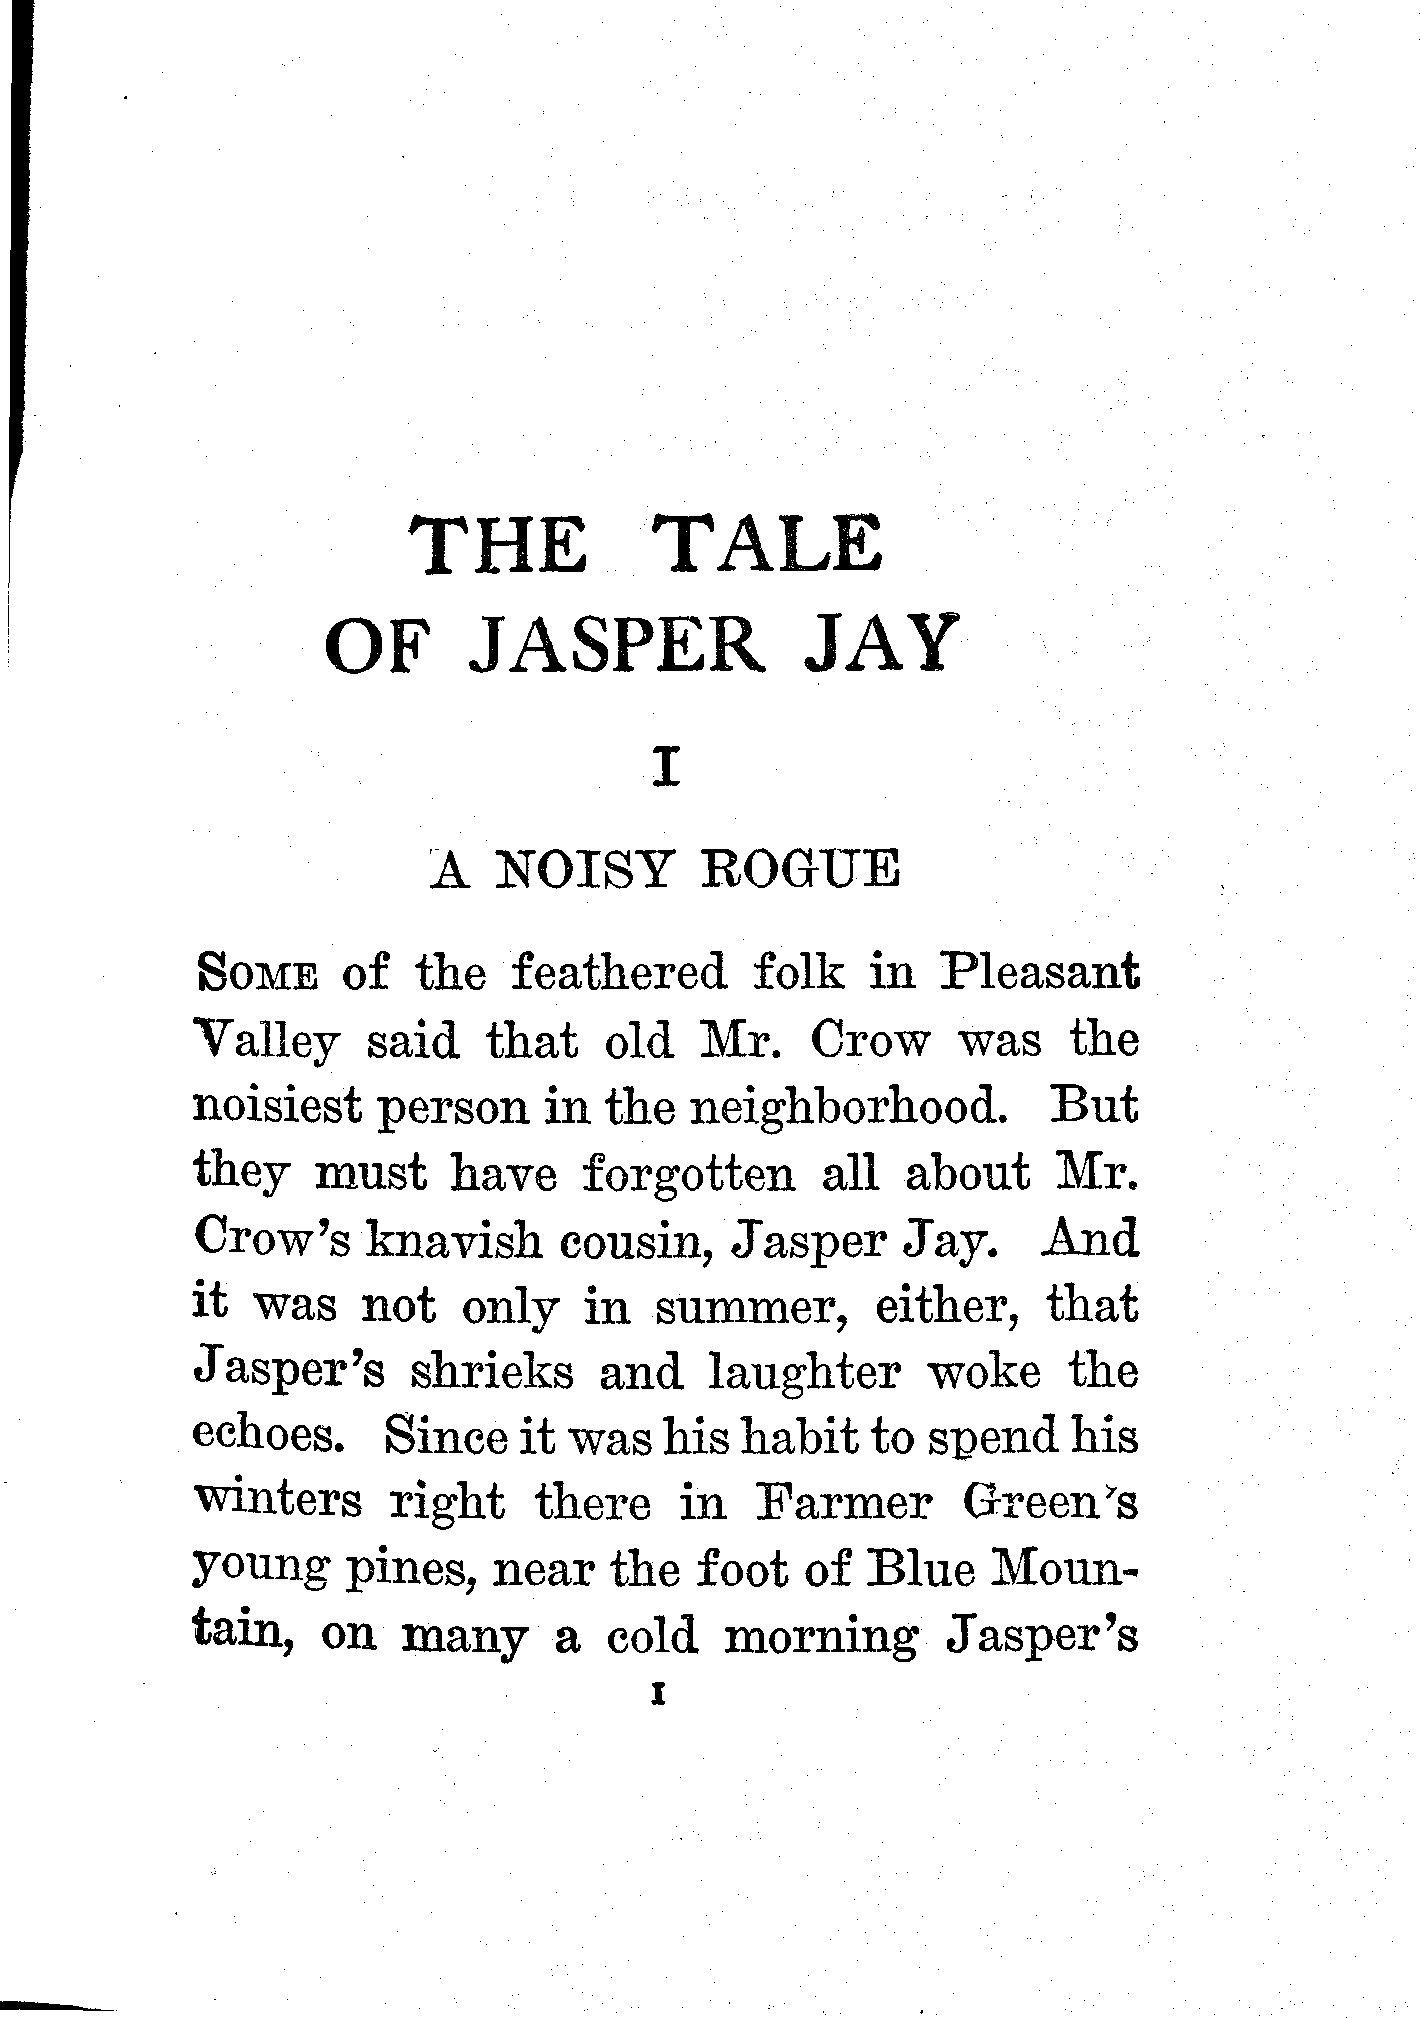 THE TALE
OF JASPER JAY
I
A NOISY ROGUE
SOME of the feathered folk in Pleasant
Valley said that old Mr. Crow was the
noisiest person in the neighborhood. But
they must have forgotten all about Mr.
Crow's knavish cousin, Jasper Jay. And
it was not only in summer, either, that
Jasper's shrieks and laughter woke the
echoes. Since it was his habit to spend his
winters right there in Farmer Green's
young pines, near the foot of Blue Moun-
tain, on many a cold morning Jasper's
I